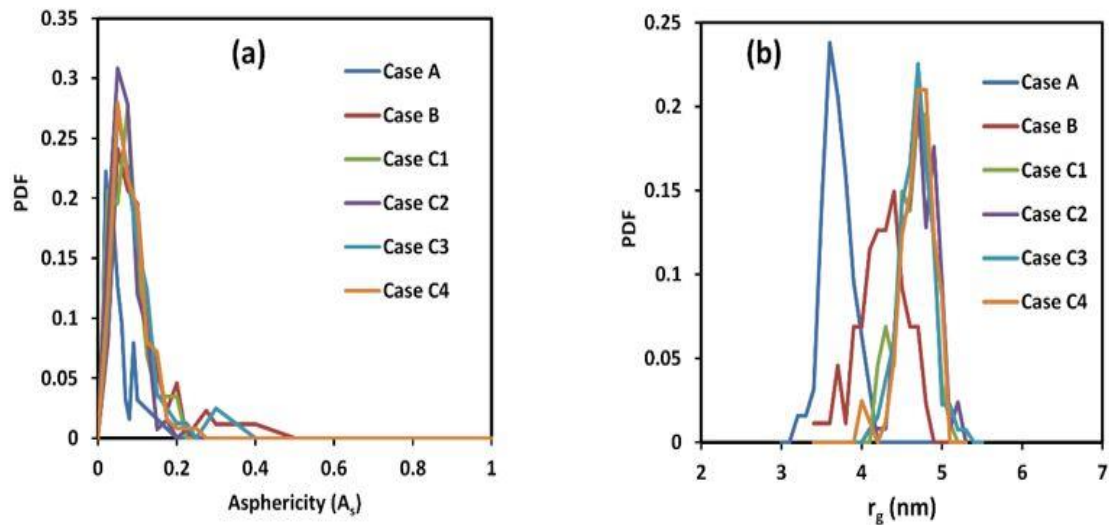 (a)
PDF
0.35
0.3
0.25
0.2
0.15
0.1
0.05
0
Case A
Case B
Case C1
Case C2
Case C3
Case C4
0 0.2 0.4 0.6 0.8 1
Asphericity (As)
(b)
PDF
0.25
0.2
0.15
0.1
0.05
0
Case A
Case B
Case C1
Case C2
Case C3
Case C4
2 3 4 5 6 7
rg (nm)